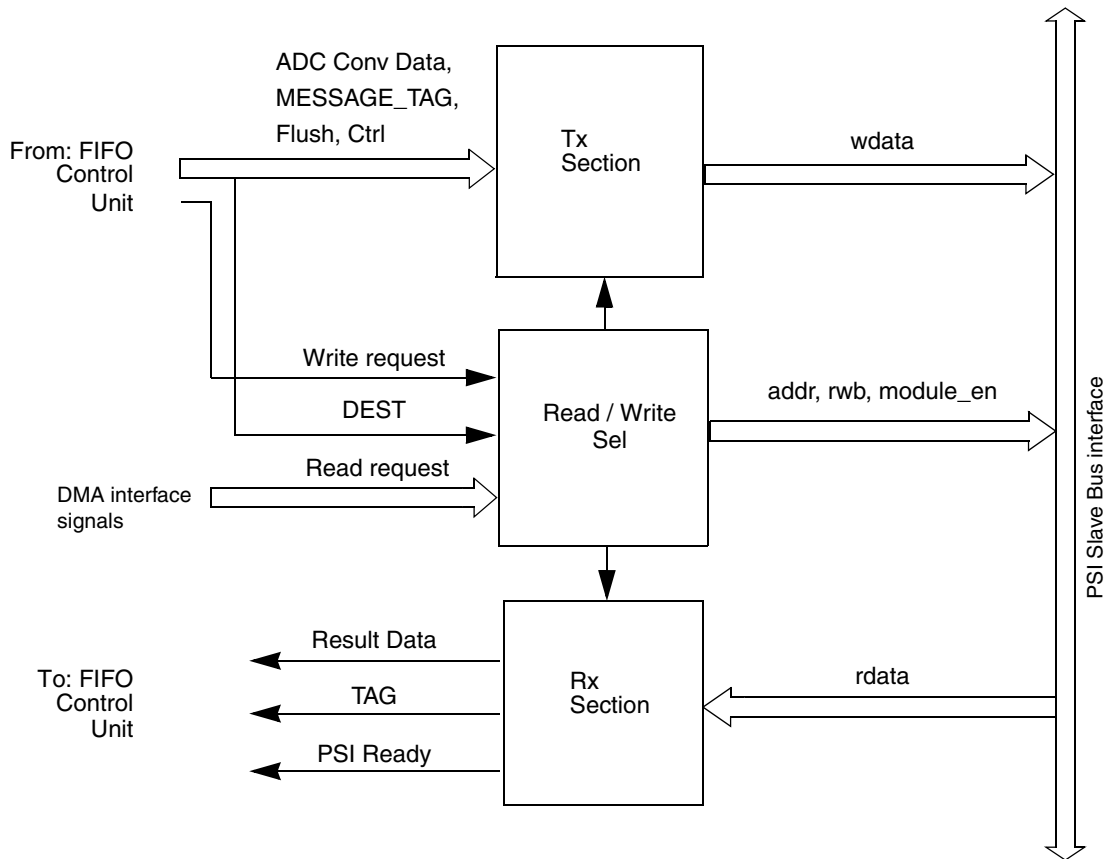 ADC Conv Data,
MESSAGE_TAG,
Flush, Ctrl
From: FIFO
Control
Unit
Tx
Section
wdata
Write request
DEST
Read request
DMA interface
signals
Read / Write
Sel
addr, rwb, module_en
PSI Slave Bus interface
Result Data
TAG
PSI Ready
To: FIFO
Control
Unit
Rx
Section
rdata